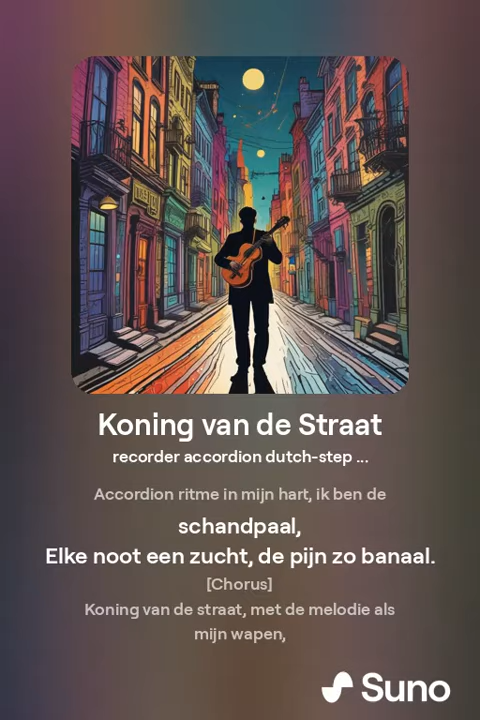 Koning van de Straat
recorder accordion dutch-step ...
Accordion ritme in mijn hart, ik ben de
schandpaal,
Elke noot een zucht, de pijn zo banaal.
[Chorus]
Koning van de straat, met de melodie als
mijn wapen,
Suno